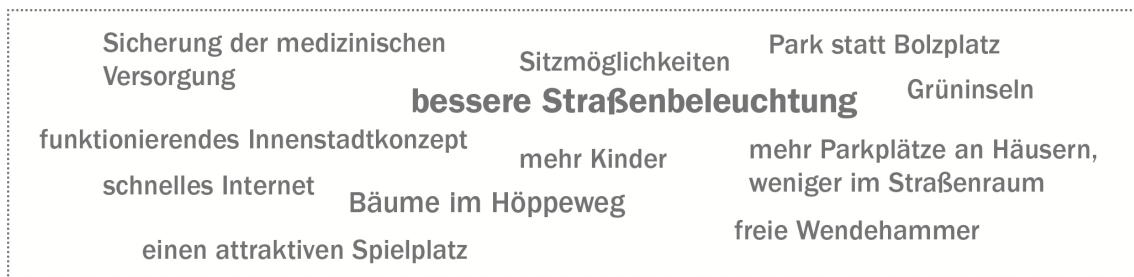 Sicherung der medizinischen
Versorgung
Sitzmöglichkeiten
Park statt Bolzplatz
bessere Straßenbeleuchtung
Grüninseln
funktionierendes Innenstadtkonzept
mehr Kinder
mehr Parkplätze an Häusern,
weniger im Straßenraum
schnelles Internet
Bäume im Höppeweg
freie Wendehammer
einen attraktiven Spielplatz